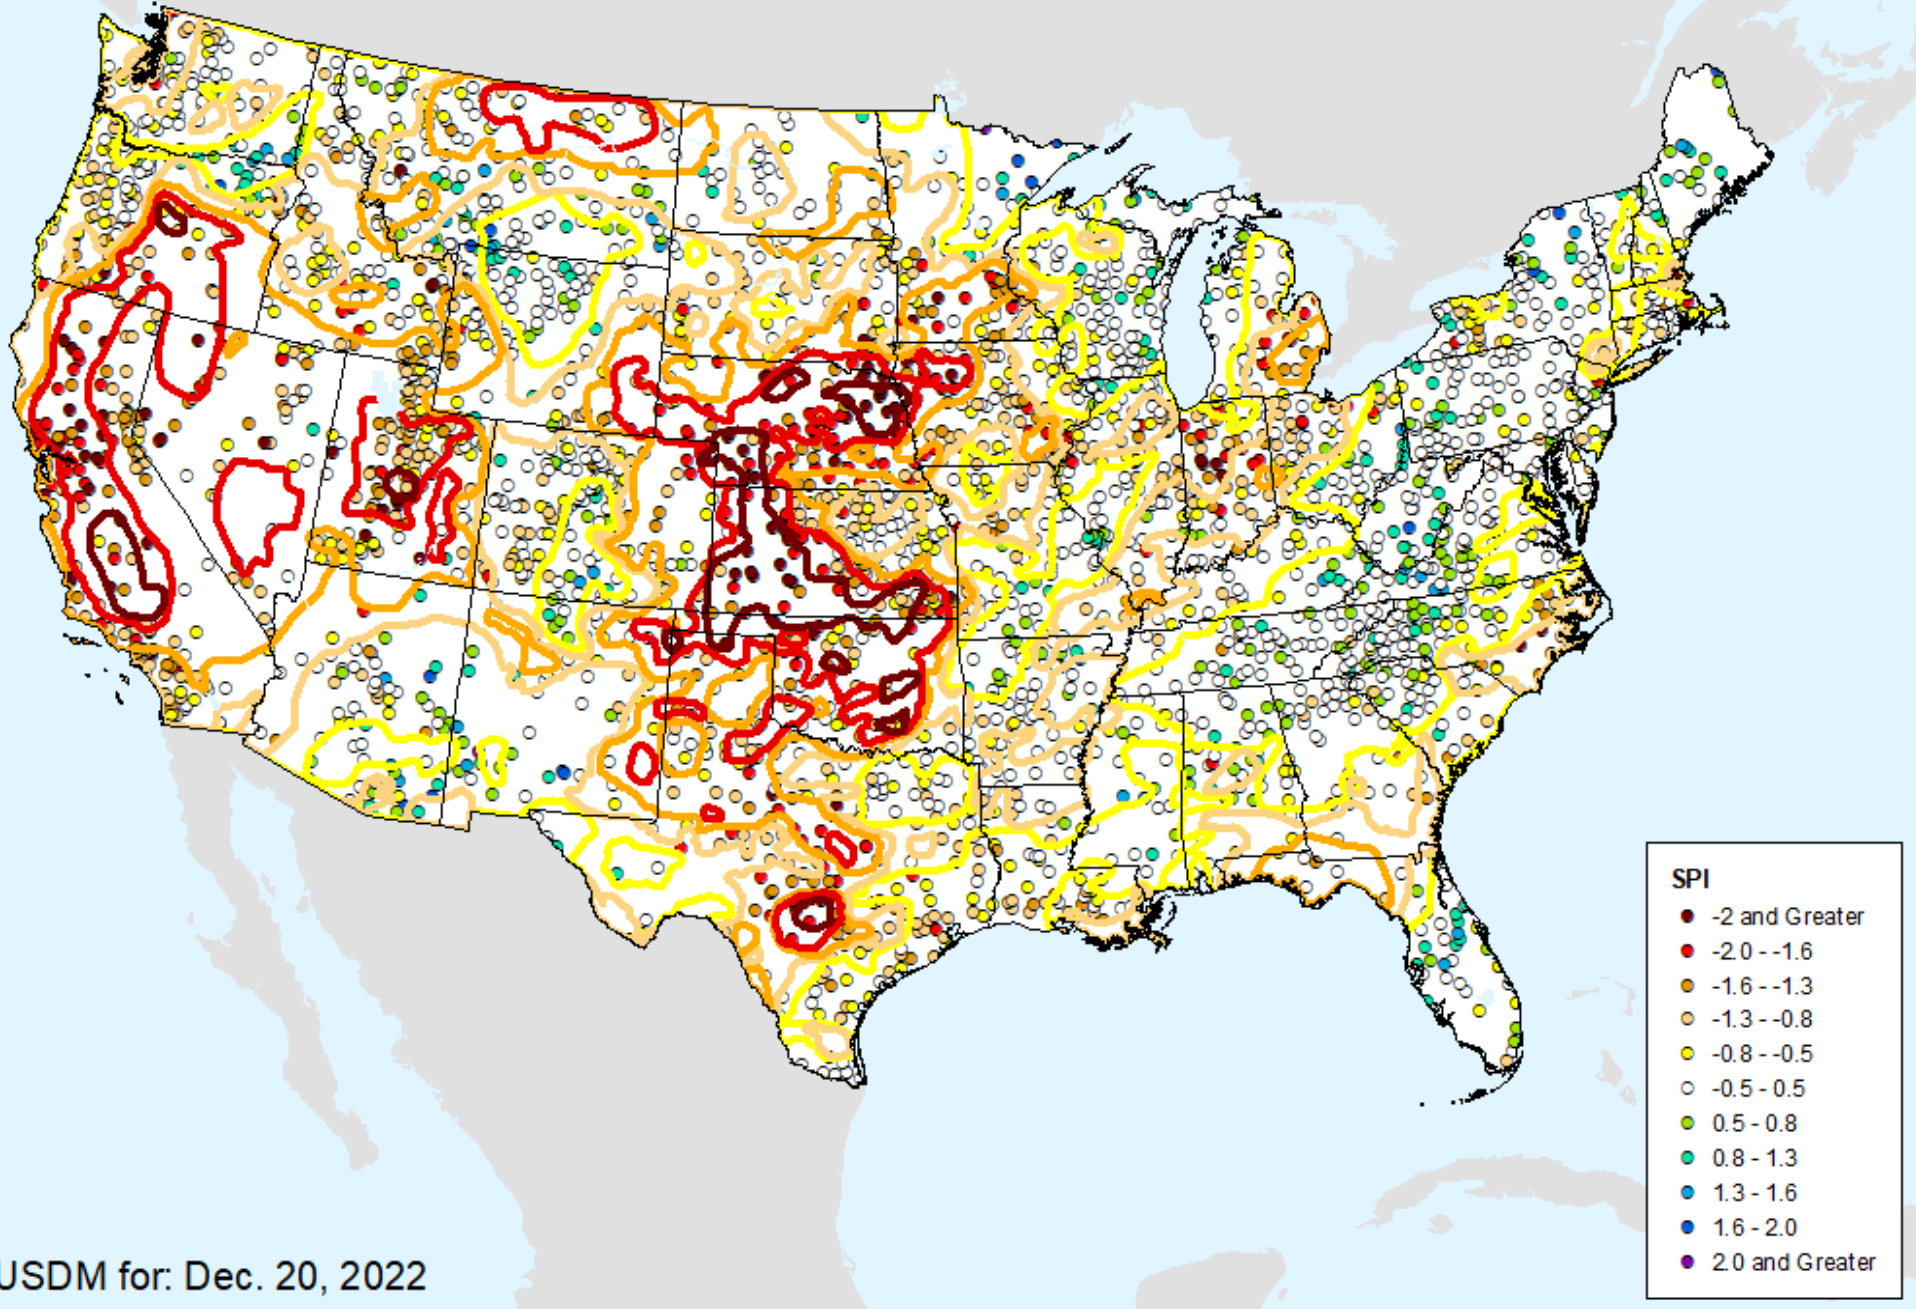 SPI
-2 and Greater
-2.0 - -1.6
-1.6 - -1.3
-1.3 - -0.8
-0.8 - -0.5
-0.5 - 0.5
0.5 - 0.8
0.8 - 1.3
1.3 - 1.6
1.6 - 2.0
2.0 and Greater
USDM for: Dec. 20, 2022